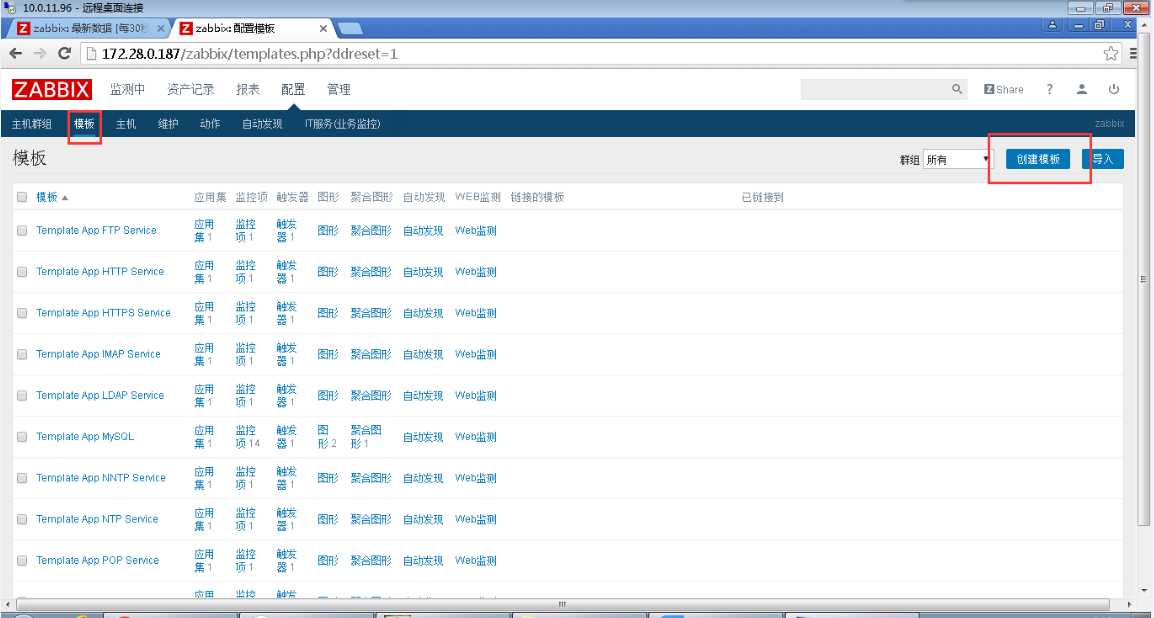 10.0.11.96 - 远程桌面连接
zabbix: 最新数据 [每30秒
zabbix: 配置模板
172.28.0.187/zabbix/templates.php?ddreset=1
ZABBIX 监测中 资产记录 报表 配置 管理 Z Share ?
主机群组 模板 主机 维护 动作 自动发现 IT服务(业务监控) zabbix
模板 群组 所有 创建模板 导入
模板 应用集 监控项 触发器 图形 聚合图形 自动发现 WEB监测 链接的模板 已链接到
Template App FTP Service 应用集 1 监控项 1 触发器 1 图形 聚合图形 自动发现 Web监测
Template App HTTP Service 应用集 1 监控项 1 触发器 1 图形 聚合图形 自动发现 Web监测
Template App HTTPS Service 应用集 1 监控项 1 触发器 1 图形 聚合图形 自动发现 Web监测
Template App IMAP Service 应用集 1 监控项 1 触发器 1 图形 聚合图形 自动发现 Web监测
Template App LDAP Service 应用集 1 监控项 1 触发器 1 图形 聚合图形 自动发现 Web监测
Template App MySQL 应用集 1 监控项 14 触发器 1 图形 2 聚合图形 1 自动发现 Web监测
Template App NNTP Service 应用集 1 监控项 1 触发器 1 图形 聚合图形 自动发现 Web监测
Template App NTP Service 应用集 1 监控项 1 触发器 1 图形 聚合图形 自动发现 Web监测
Template App POP Service 应用集 1 监控项 1 触发器 1 图形 聚合图形 自动发现 Web监测
应用 监控 触发